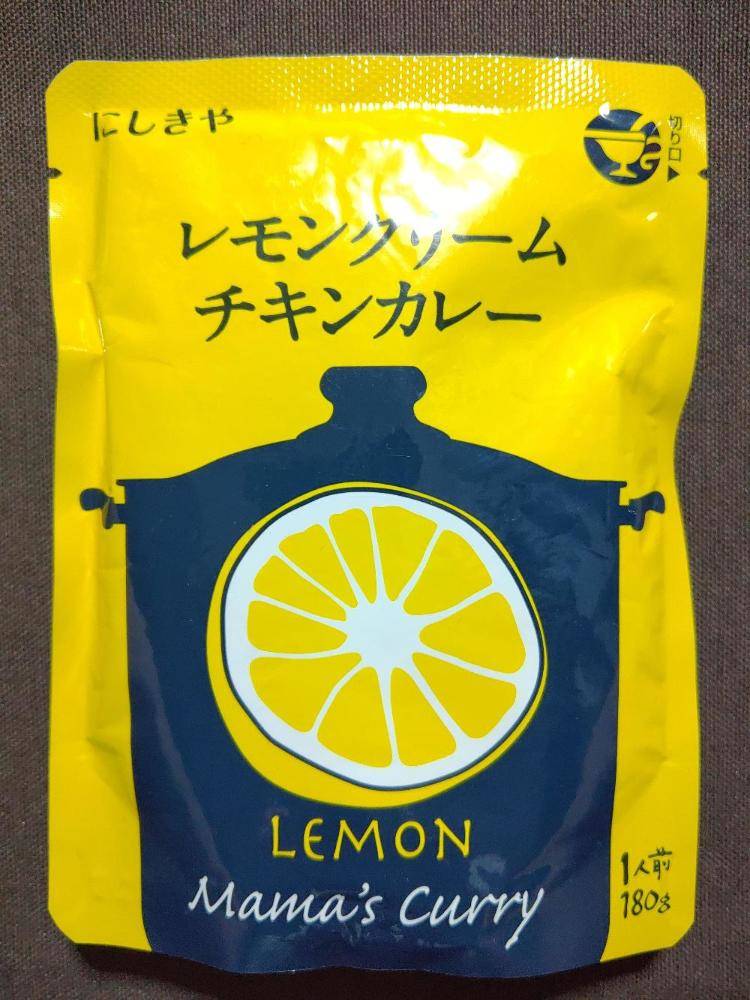 にしきや
切り口▶
レモンクリーム
チキンカレー
LEMON
Mama's Curry
1人前
180g